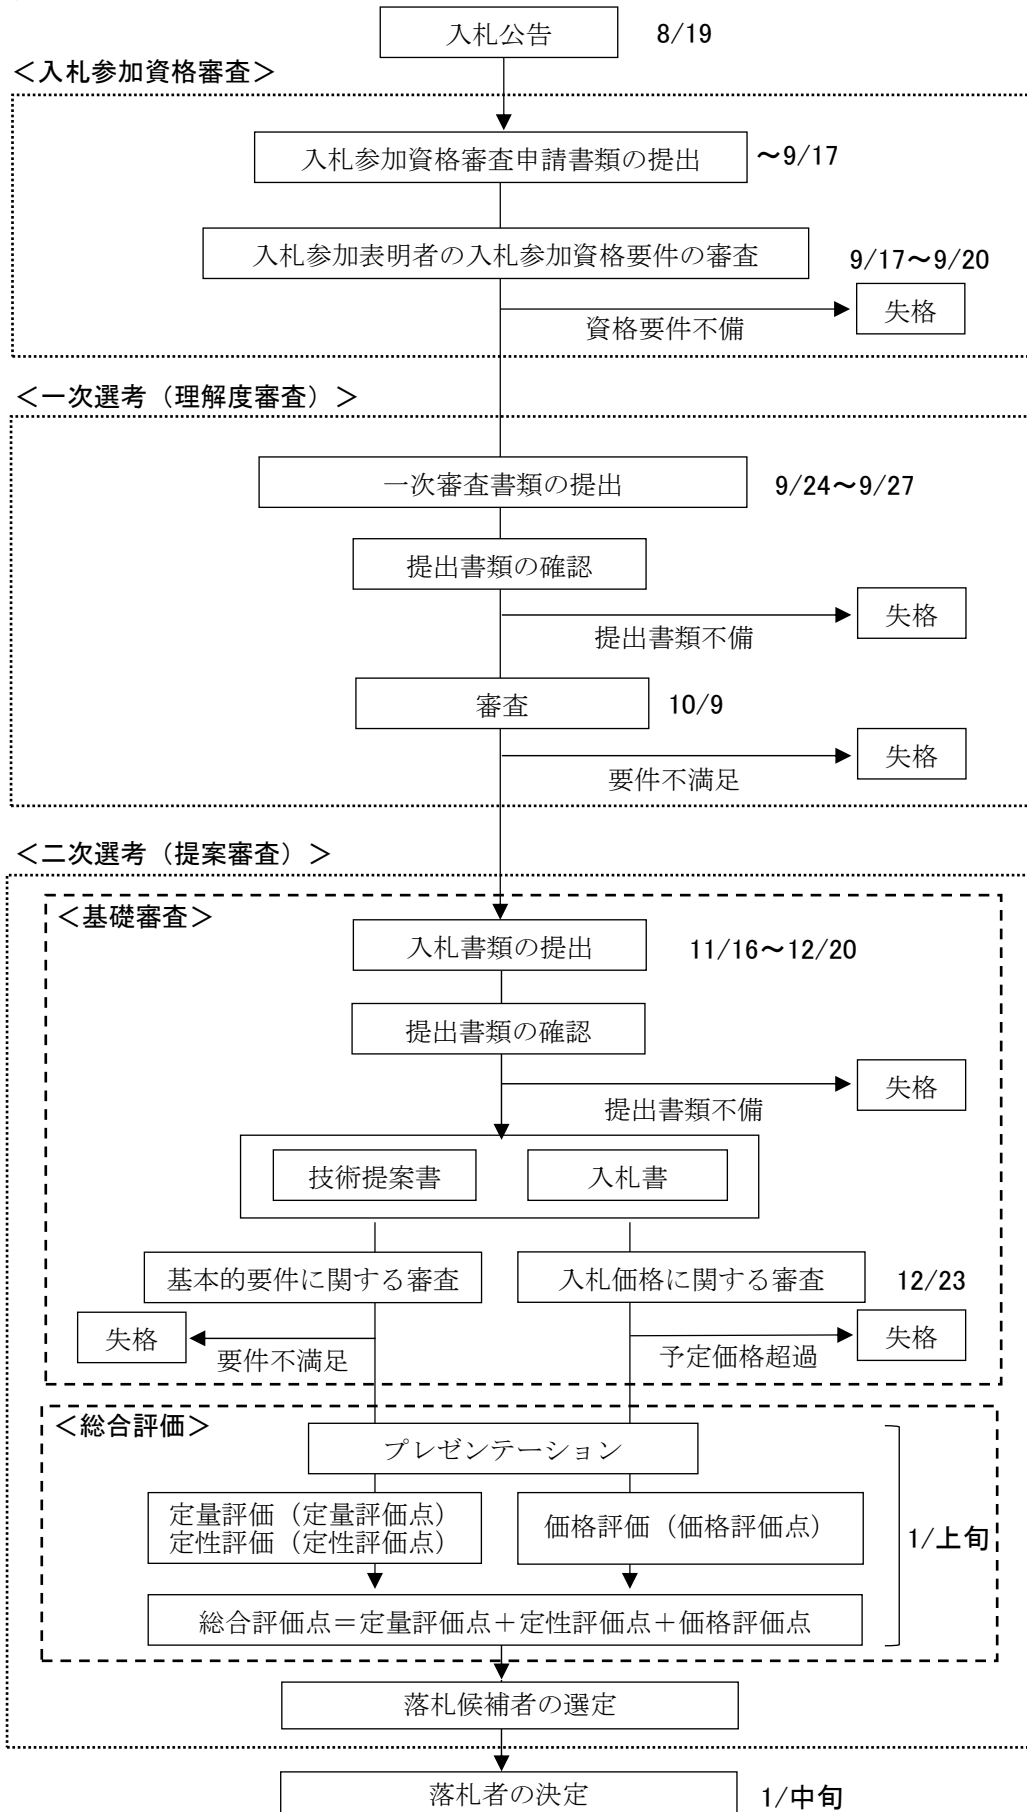 入札公告
8/19
＜入札参加資格審査＞
入札参加資格審査申請書類の提出
～9/17
入札参加表明者の入札参加資格要件の審査
9/17～9/20
失格
資格要件不備
＜一次選考（理解度審査）＞
一次審査書類の提出
9/24～9/27
提出書類の確認
失格
提出書類不備
審査
10/9
失格
要件不満足
＜二次選考（提案審査）＞
＜基礎審査＞
入札書類の提出
11/16～12/20
提出書類の確認
失格
提出書類不備
技術提案書
入札書
基本的要件に関する審査
入札価格に関する審査
12/23
失格
要件不満足
予定価格超過
失格
＜総合評価＞
プレゼンテーション
定量評価（定量評価点）
定性評価（定性評価点）
価格評価（価格評価点）
1/上旬
総合評価点＝定量評価点＋定性評価点＋価格評価点
落札候補者の選定
落札者の決定
1/中旬